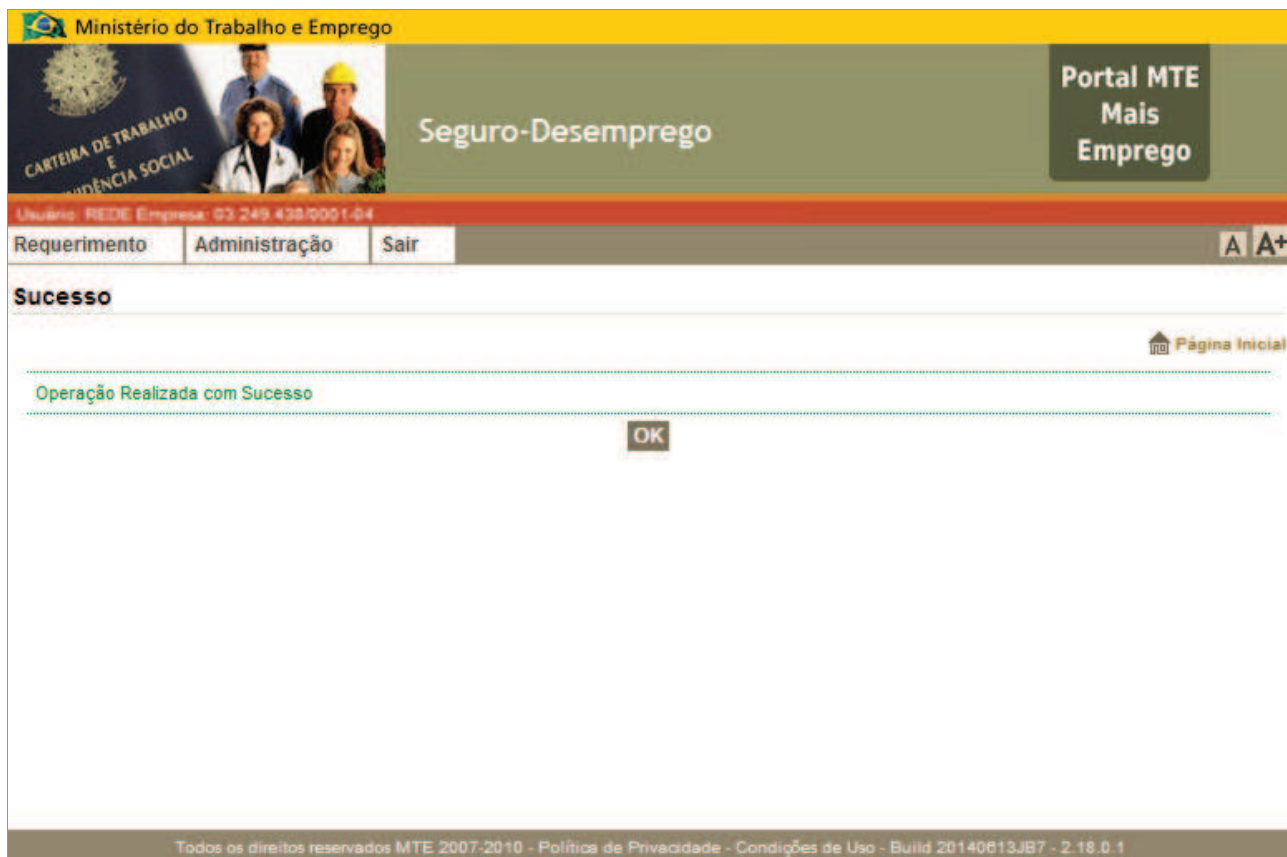 Ministério do Trabalho e Emprego
CARTEIRA DE TRABALHO
E
PREVIDÊNCIA SOCIAL
Seguro-Desemprego
Portal MTE
Mais
Emprego
Usuário: REDE Empresa: 03.249.438/0001-04
Requerimento Administração Sair A A+
Sucesso
Página Inicial
Operação Realizada com Sucesso
OK
Todos os direitos reservados MTE 2007-2010 - Política de Privacidade - Condições de Uso - Build 20140613JB7 - 2.18.0.1